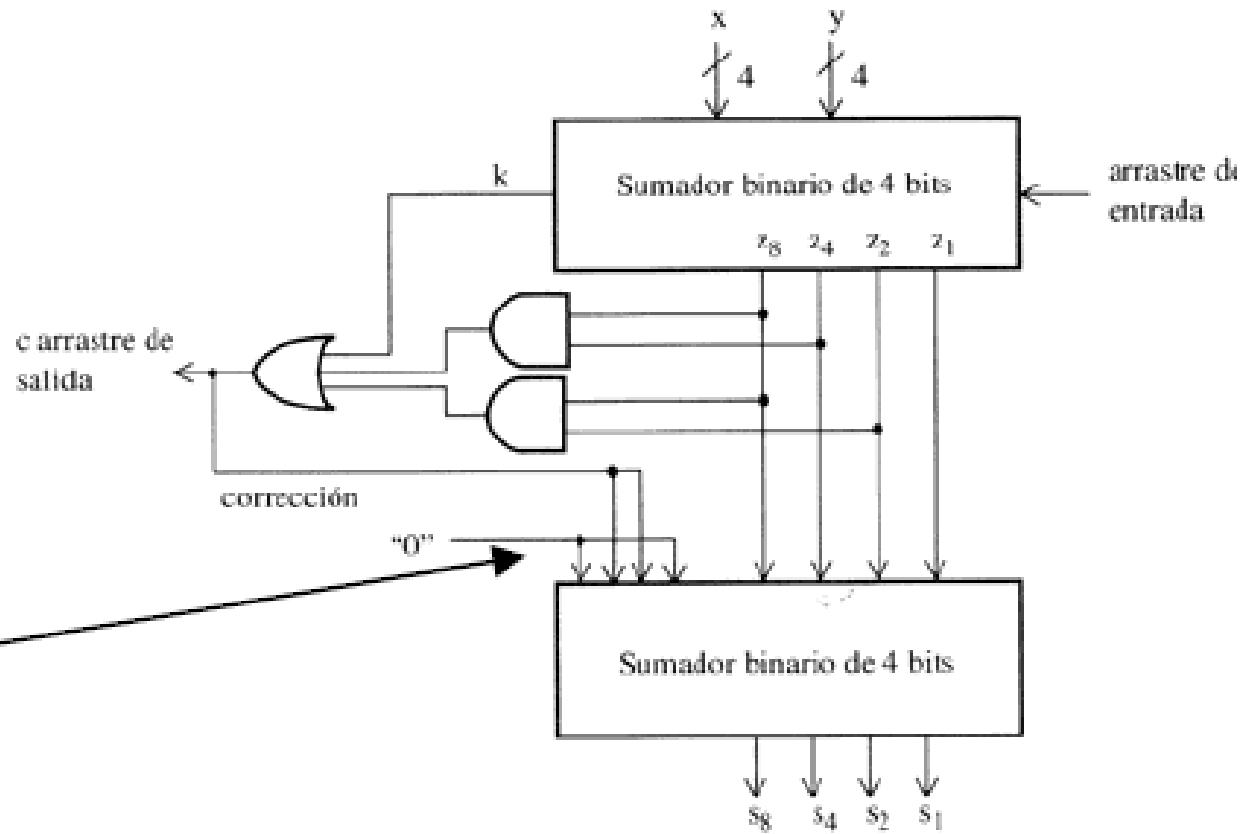 x y
4 4
k
Sumador binario de 4 bits
arrastre de
entrada
z8 z4 z2 z1
c arrastre de
salida
corrección
“0”
Sumador binario de 4 bits
s8 s4 s2 s1